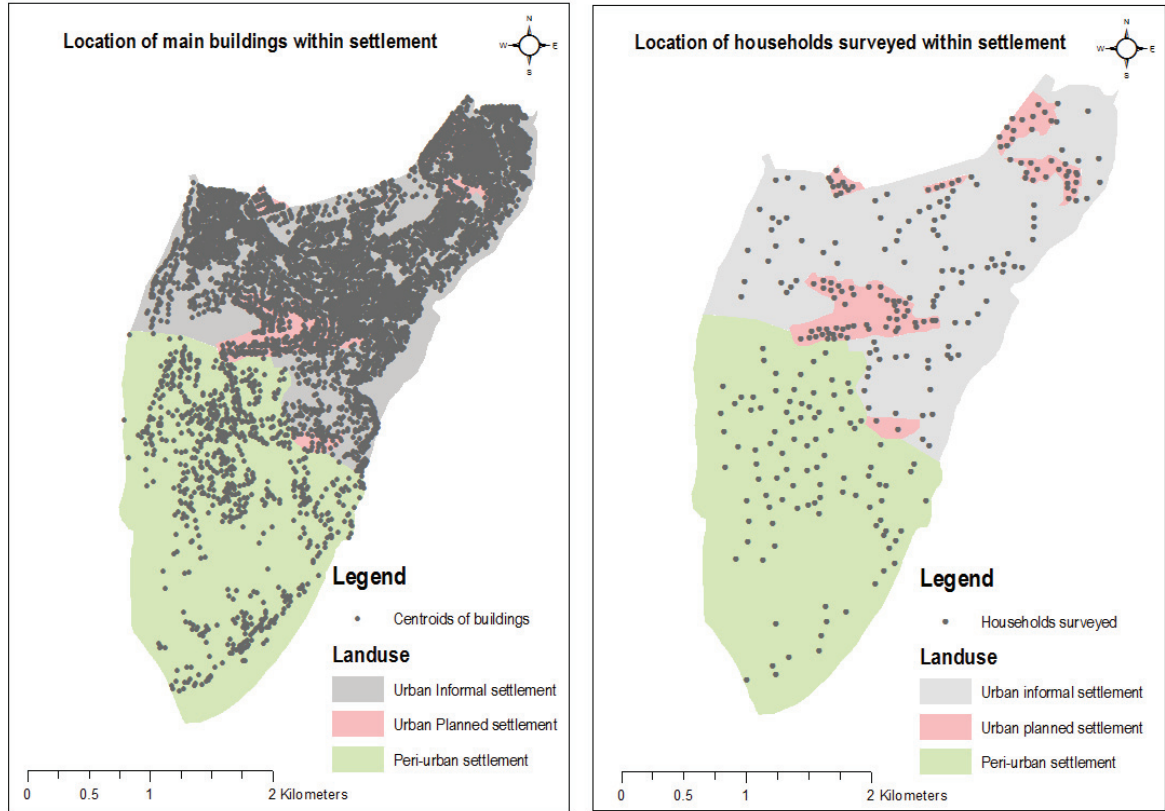 Location of main buildings within settlement
N
W E
S
Legend
Centroids of buildings
Landuse
Urban Informal settlement
Urban Planned settlement
Peri-urban settlement
0 0.5 1 2 Kilometers
Location of households surveyed within settlement
N
W E
S
Legend
Households surveyed
Landuse
Urban informal settlement
Urban planned settlement
Peri-urban settlement
0 0.5 1 2 Kilometers